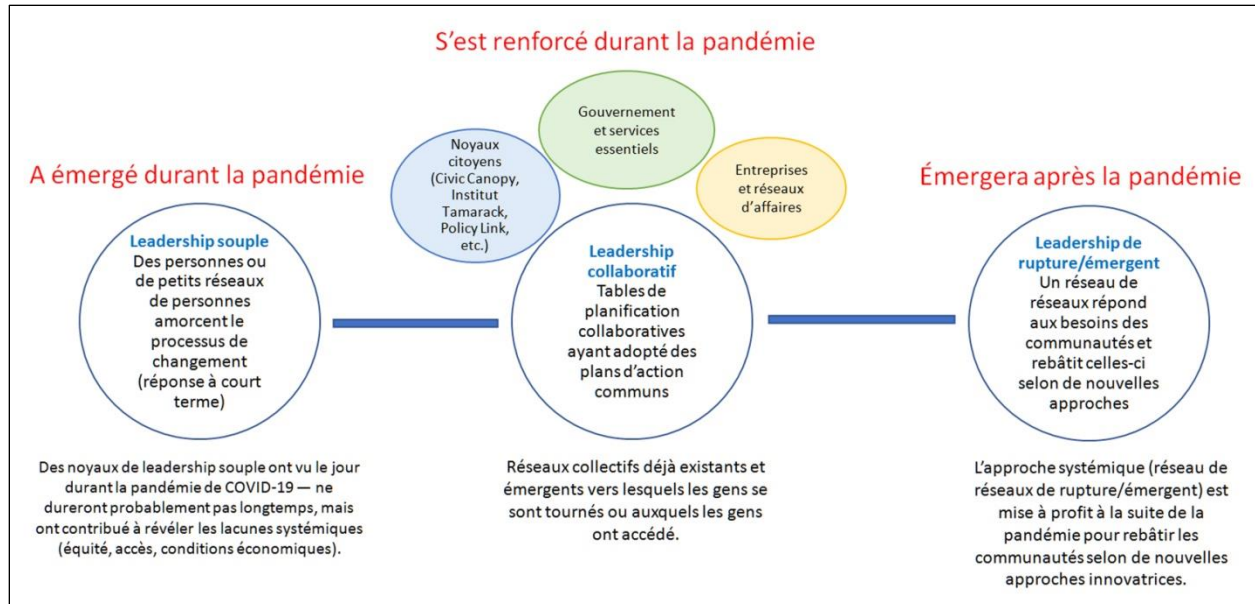 S’est renforcé durant la pandémie
Gouvernement
et services
essentiels
Noyaux
citoyens
(Civic Canopy,
Institut
Tamarack,
Policy Link,
etc.)
Entreprises
et réseaux
d’affaires
A émergé durant la pandémie
Émergera après la pandémie
Leadership souple
Des personnes ou
de petits réseaux
de personnes
amorcent le
processus de
changement
(réponse à court
terme)
Leadership
collaboratif
Tables de
planification
collaboratives
ayant adopté des
plans d’action
communs
Leadership de
rupture/émergent
Un réseau de
réseaux répond
aux besoins des
communautés et
rebâtit celles-ci
selon de nouvelles
approches
Des noyaux de leadership souple ont vu le jour
durant la pandémie de COVID-19 — ne
dureront probablement pas longtemps, mais
ont contribué à révéler les lacunes systémiques
(équité, accès, conditions économiques).
Réseaux collectifs déjà existants et
émergents vers lesquels les gens se
sont tournés ou auxquels les gens
ont accédé.
L’approche systémique (réseau de
réseaux de rupture/émergent) est
mise à profit à la suite de la
pandémie pour rebâtir les
communautés selon de nouvelles
approches innovatrices.